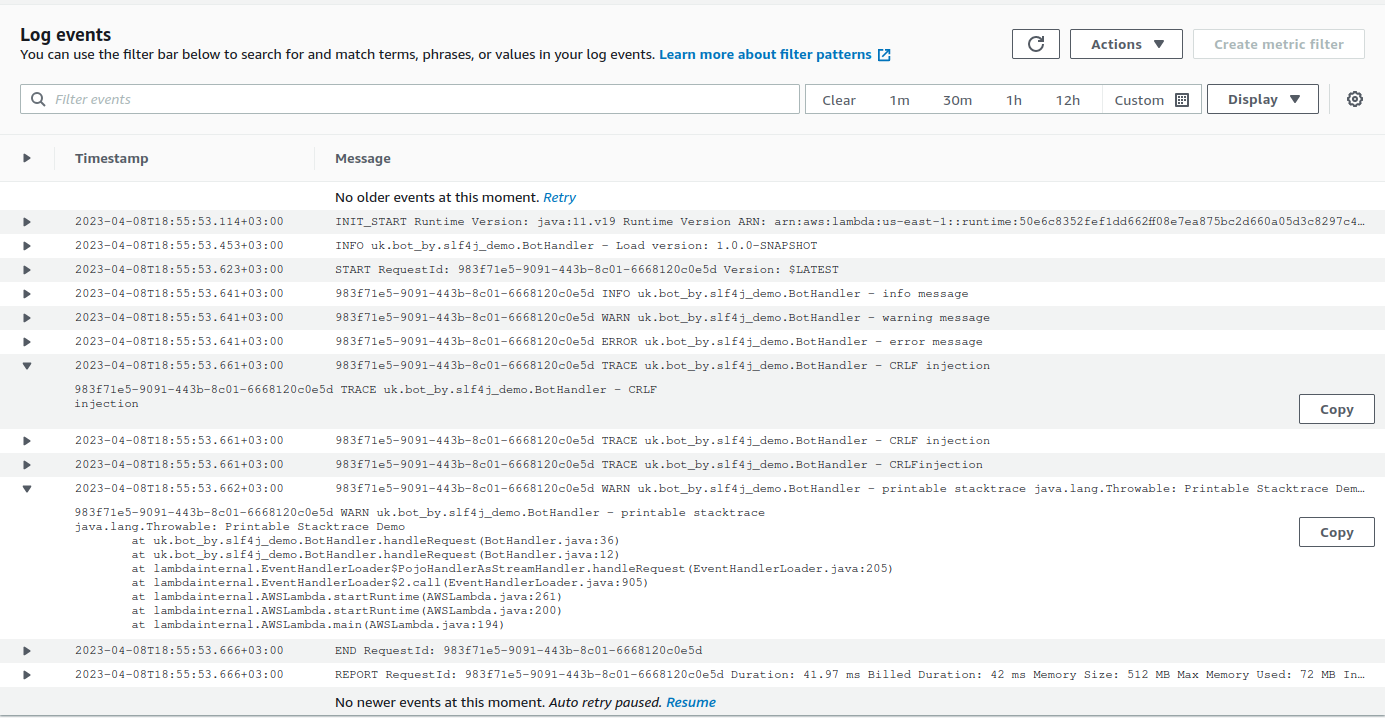 Log events
You can use the filter bar below to search for and match terms, phrases, or values in your log events. Learn more about filter patterns
Actions
Create metric filter
Filter events
Clear 1m 30m 1h 12h Custom
Display
Timestamp Message
No older events at this moment. Retry
2023-04-08T18:55:53.114+03:00 INIT_START Runtime Version: java:11.v19 Runtime Version ARN: arn:aws:lambda:us-east-1::runtime:50e6c8352fef1dd662ff08e7ea875bc2d660a05d3c8297c4…
2023-04-08T18:55:53.453+03:00 INFO uk.bot_by.slf4j_demo.BotHandler - Load version: 1.0.0-SNAPSHOT
2023-04-08T18:55:53.623+03:00 START RequestId: 983f71e5-9091-443b-8c01-6668120c0e5d Version: $LATEST
2023-04-08T18:55:53.641+03:00 983f71e5-9091-443b-8c01-6668120c0e5d INFO uk.bot_by.slf4j_demo.BotHandler - info message
2023-04-08T18:55:53.641+03:00 983f71e5-9091-443b-8c01-6668120c0e5d WARN uk.bot_by.slf4j_demo.BotHandler - warning message
2023-04-08T18:55:53.641+03:00 983f71e5-9091-443b-8c01-6668120c0e5d ERROR uk.bot_by.slf4j_demo.BotHandler - error message
2023-04-08T18:55:53.661+03:00 983f71e5-9091-443b-8c01-6668120c0e5d TRACE uk.bot_by.slf4j_demo.BotHandler - CRLF injection
983f71e5-9091-443b-8c01-6668120c0e5d TRACE uk.bot_by.slf4j_demo.BotHandler - CRLF
injection
Copy
2023-04-08T18:55:53.661+03:00 983f71e5-9091-443b-8c01-6668120c0e5d TRACE uk.bot_by.slf4j_demo.BotHandler - CRLF injection
2023-04-08T18:55:53.661+03:00 983f71e5-9091-443b-8c01-6668120c0e5d TRACE uk.bot_by.slf4j_demo.BotHandler - CRLFinjection
2023-04-08T18:55:53.662+03:00 983f71e5-9091-443b-8c01-6668120c0e5d WARN uk.bot_by.slf4j_demo.BotHandler - printable stacktrace java.lang.Throwable: Printable Stacktrace Dem…
983f71e5-9091-443b-8c01-6668120c0e5d WARN uk.bot_by.slf4j_demo.BotHandler - printable stacktrace
java.lang.Throwable: Printable Stacktrace Demo
Copy
at uk.bot_by.slf4j_demo.BotHandler.handleRequest(BotHandler.java:36)
at uk.bot_by.slf4j_demo.BotHandler.handleRequest(BotHandler.java:12)
at lambdainternal.EventHandlerLoader$PojoHandlerAsStreamHandler.handleRequest(EventHandlerLoader.java:205)
at lambdainternal.EventHandlerLoader$2.call(EventHandlerLoader.java:905)
at lambdainternal.AWSLambda.startRuntime(AWSLambda.java:261)
at lambdainternal.AWSLambda.startRuntime(AWSLambda.java:200)
at lambdainternal.AWSLambda.main(AWSLambda.java:194)
2023-04-08T18:55:53.666+03:00 END RequestId: 983f71e5-9091-443b-8c01-6668120c0e5d
2023-04-08T18:55:53.666+03:00 REPORT RequestId: 983f71e5-9091-443b-8c01-6668120c0e5d Duration: 41.97 ms Billed Duration: 42 ms Memory Size: 512 MB Max Memory Used: 72 MB In…
No newer events at this moment. Auto retry paused. Resume